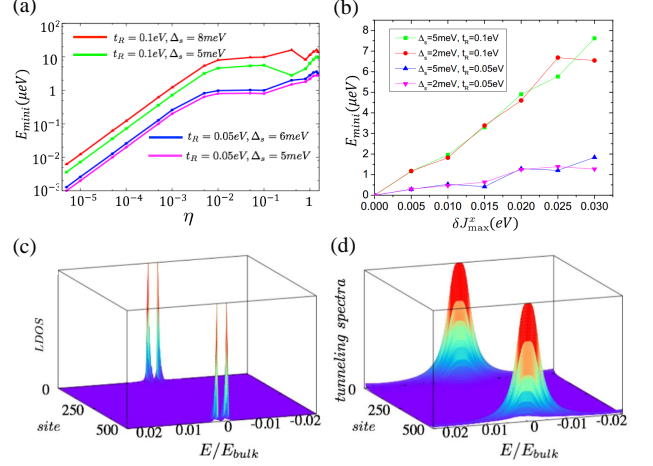 (a)
E_mini(μeV)
10¹
1
10⁻¹
10⁻²
10⁻³
t_R = 0.1eV, Δ_s = 8meV
t_R = 0.1eV, Δ_s = 5meV
t_R = 0.05eV, Δ_s = 6meV
t_R = 0.05eV, Δ_s = 5meV
10⁻⁵ 10⁻⁴ 10⁻³ 10⁻² 10⁻¹ 1
η
(b)
E_mini(μeV)
8
7
6
5
4
3
2
1
0
Δ_s=5meV, t_R=0.1eV
Δ_s=2meV, t_R=0.1eV
Δ_s=5meV, t_R=0.05eV
Δ_s=2meV, t_R=0.05eV
0.000 0.005 0.010 0.015 0.020 0.025 0.030
δJ^x_max(eV)
(c)
LDOS
0
250
site
500
0.02 0.01 0 -0.01 -0.02
E/E_bulk
(d)
tunneling spectra
0
250
site
500
0.02 0.01 0 -0.01 -0.02
E/E_bulk